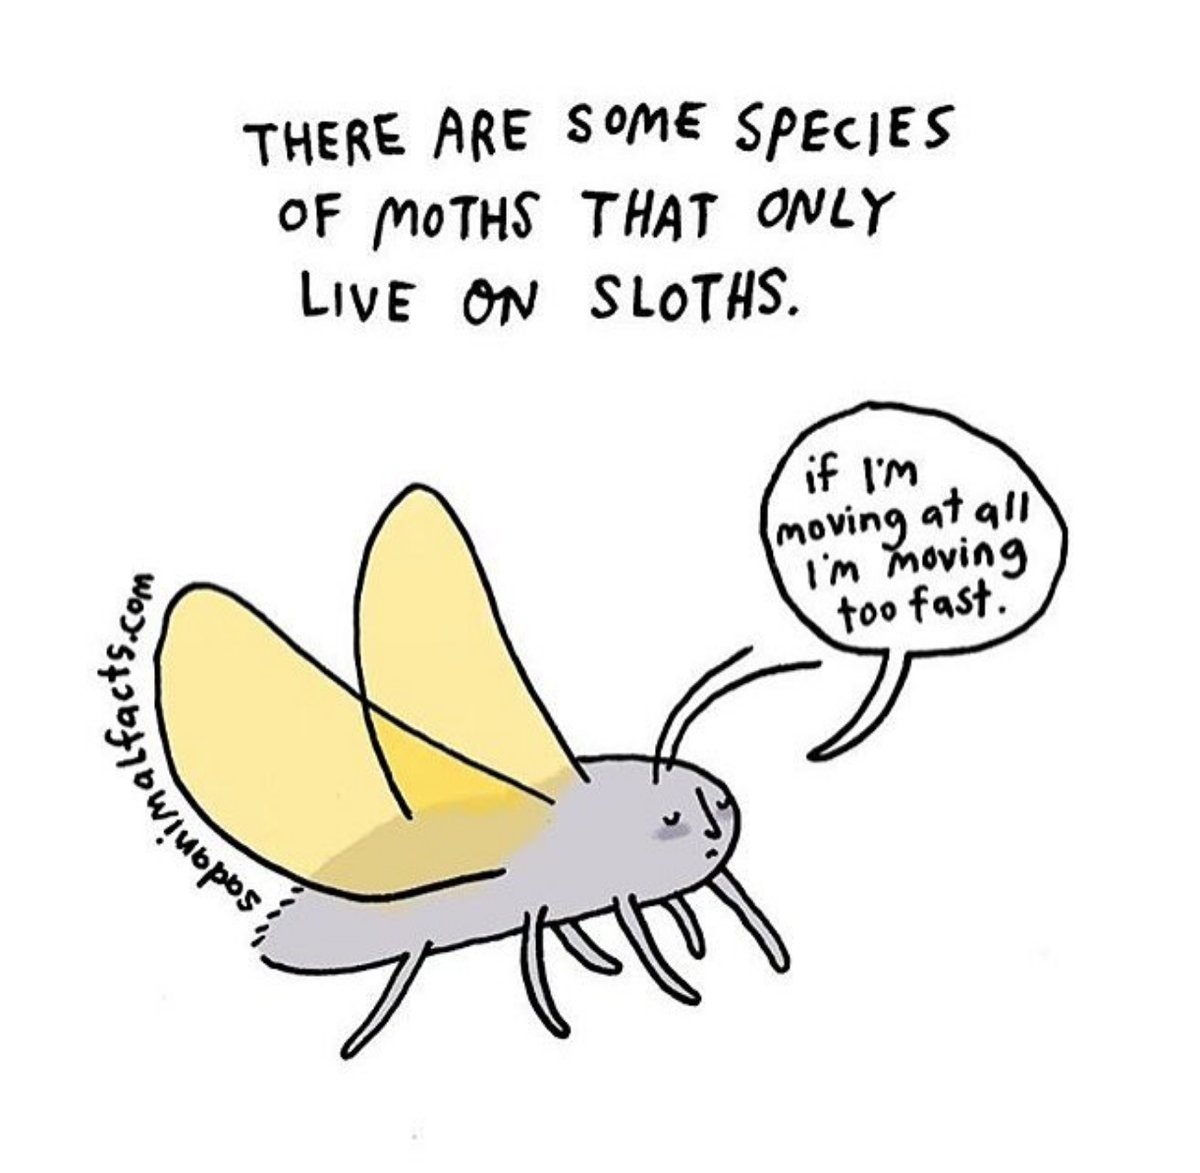 THERE ARE SOME SPECIES
OF MOTHS THAT ONLY
LIVE ON SLOTHS.
if I'm
moving at all
I'm moving
too fast.
sadanimalfacts.com